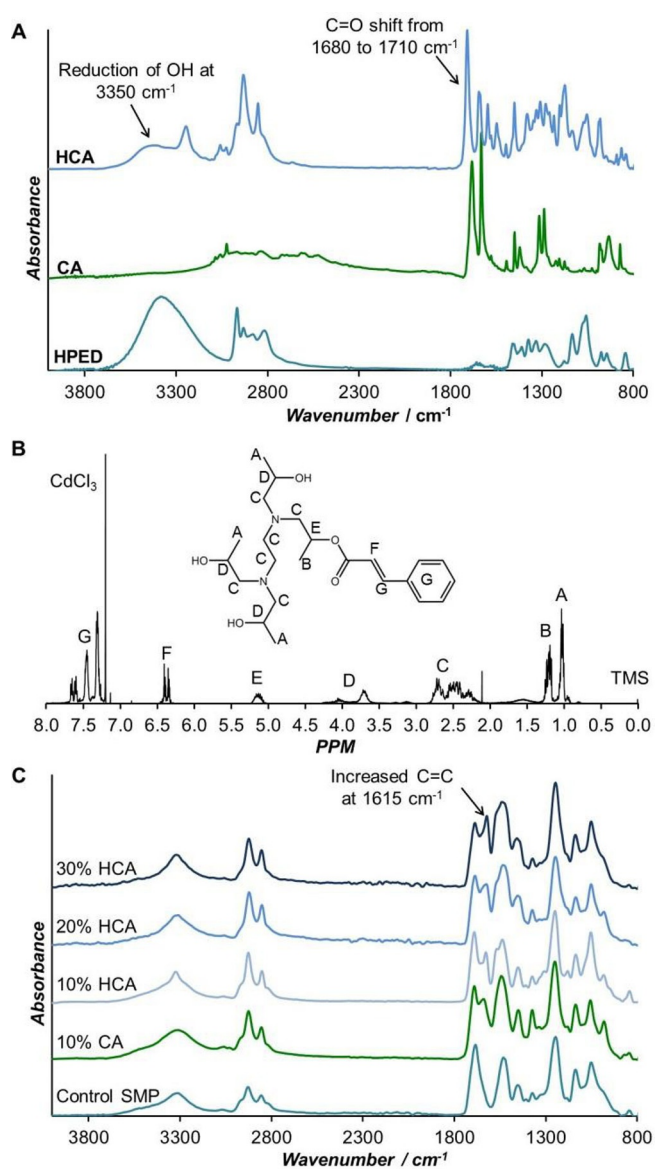 A
C=O shift from
1680 to 1710 cm⁻¹
Reduction of OH at
3350 cm⁻¹
HCA
CA
HPED
Absorbance
3800 3300 2800 2300 1800 1300 800
Wavenumber / cm⁻¹
B
CdCl₃
A
D OH
C
N
C
A
E
C
O
F
HO
D
C
B
C
N
O
G
G
C
D
HO
A
G
F
E
D
C
B
A
TMS
8.0 7.5 7.0 6.5 6.0 5.5 5.0 4.5 4.0 3.5 3.0 2.5 2.0 1.5 1.0 0.5 0.0
PPM
C
Increased C=C
at 1615 cm⁻¹
30% HCA
20% HCA
10% HCA
10% CA
Control SMP
Absorbance
3800 3300 2800 2300 1800 1300 800
Wavenumber / cm⁻¹